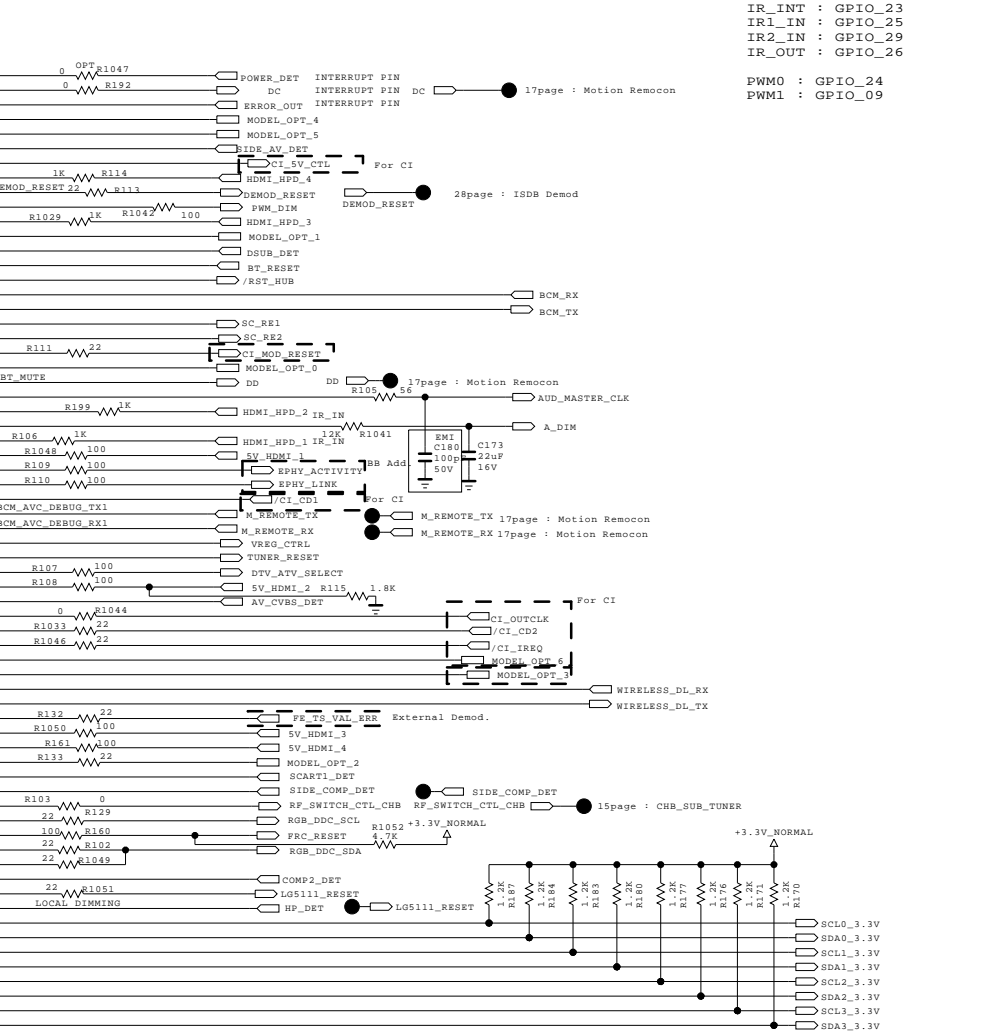 IR_INT : GPIO_23
IR1_IN : GPIO_25
IR2_IN : GPIO_29
IR_OUT : GPIO_26
PWM0 : GPIO_24
PWM1 : GPIO_09
0 OPT R1047 POWER_DET INTERRUPT PIN
0 R192 DC INTERRUPT PIN DC 17page : Motion Remocon
ERROR_OUT INTERRUPT PIN
MODEL_OPT_4
MODEL_OPT_5
SIDE_AV_DET
CI_5V_CTL For CI
1K R114 HDMI_HPD_4
EMOD_RESET 22 R113 DEMOD_RESET DEMOD_RESET 28page : ISDB Demod
R1042 100 PWM_DIM
R1029 1K HDMI_HPD_3
MODEL_OPT_1
DSUB_DET
BT_RESET
/RST_HUB
BCM_RX
BCM_TX
SC_RE1
SC_RE2
R111 22 CI_MOD_RESET
MODEL_OPT_0
BT_MUTE DD DD 17page : Motion Remocon
R105 56 AUD_MASTER_CLK
R199 1K HDMI_HPD_2 IR_IN
12K R1041 A_DIM
R106 1K HDMI_HPD_1 IR_IN
EMI C180 100p 50V
C173 22uF 16V
R1048 100 5V_HDMI_1
R109 100 EPHY_ACTIVITY BB Add.
R110 100 EPHY_LINK
/CI_CD1 For CI
BCM_AVC_DEBUG_TX1 M_REMOTE_TX M_REMOTE_TX 17page : Motion Remocon
BCM_AVC_DEBUG_RX1 M_REMOTE_RX M_REMOTE_RX 17page : Motion Remocon
VREG_CTRL
TUNER_RESET
R107 100 DTV_ATV_SELECT
R108 100 5V_HDMI_2 R115 1.8K
AV_CVBS_DET
For CI
0 R1044 CI_OUTCLK
R1033 22 /CI_CD2
R1046 22 /CI_IREQ
MODEL_OPT_6
MODEL_OPT_3
WIRELESS_DL_RX
WIRELESS_DL_TX
R132 22 FE_TS_VAL_ERR External Demod.
R1050 100 5V_HDMI_3
R161 100 5V_HDMI_4
R133 22 MODEL_OPT_2
SCART1_DET
SIDE_COMP_DET SIDE_COMP_DET
R103 0 RF_SWITCH_CTL_CHB RF_SWITCH_CTL_CHB 15page : CHB_SUB_TUNER
22 R129 RGB_DDC_SCL
100 R160 FRC_RESET R1052 4.7K +3.3V_NORMAL
22 R102 RGB_DDC_SDA
22 R1049
+3.3V_NORMAL
COMP2_DET
22 R1051 LG5111_RESET
LOCAL DIMMING HP_DET LG5111_RESET
1.2K R187
1.2K R184
1.2K R183
1.2K R180
1.2K R177
1.2K R176
1.2K R171
1.2K R170
SCL0_3.3V
SDA0_3.3V
SCL1_3.3V
SDA1_3.3V
SCL2_3.3V
SDA2_3.3V
SCL3_3.3V
SDA3_3.3V